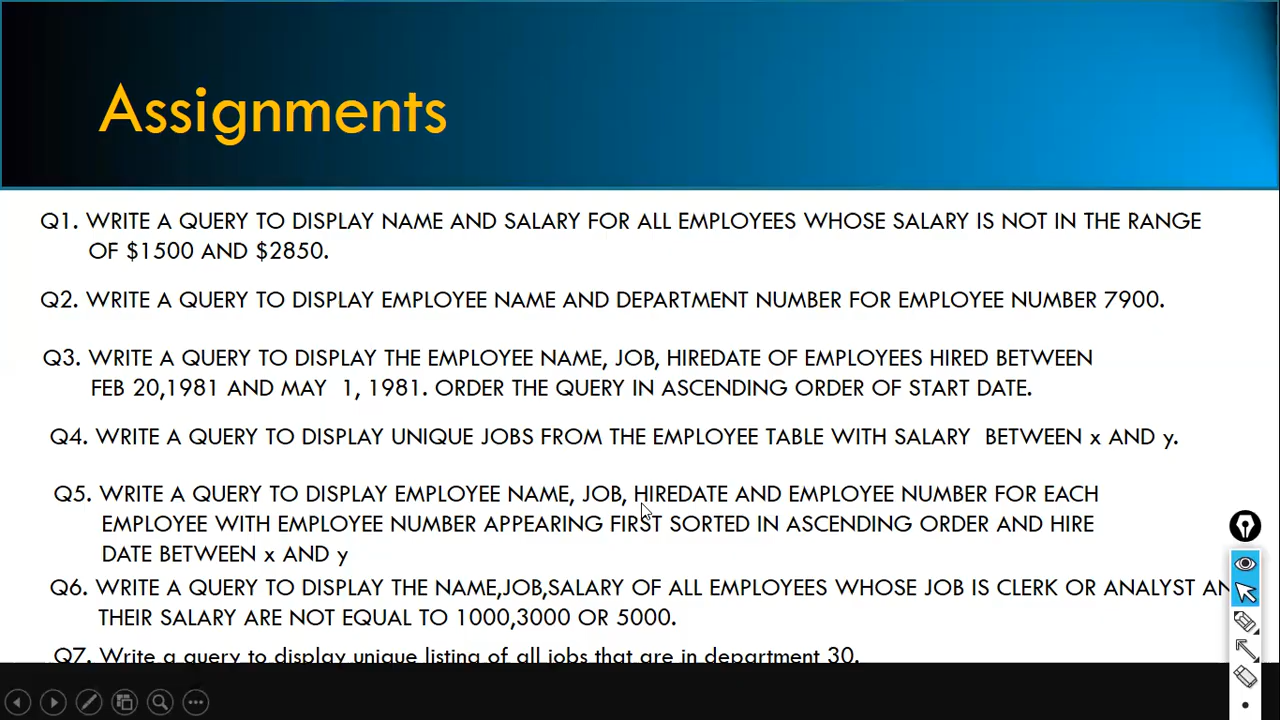 Assignments
Q1. WRITE A QUERY TO DISPLAY NAME AND SALARY FOR ALL EMPLOYEES WHOSE SALARY IS NOT IN THE RANGE
OF $1500 AND $2850.
Q2. WRITE A QUERY TO DISPLAY EMPLOYEE NAME AND DEPARTMENT NUMBER FOR EMPLOYEE NUMBER 7900.
Q3. WRITE A QUERY TO DISPLAY THE EMPLOYEE NAME, JOB, HIREDATE OF EMPLOYEES HIRED BETWEEN
FEB 20,1981 AND MAY 1, 1981. ORDER THE QUERY IN ASCENDING ORDER OF START DATE.
Q4. WRITE A QUERY TO DISPLAY UNIQUE JOBS FROM THE EMPLOYEE TABLE WITH SALARY BETWEEN x AND y.
Q5. WRITE A QUERY TO DISPLAY EMPLOYEE NAME, JOB, HIREDATE AND EMPLOYEE NUMBER FOR EACH
EMPLOYEE WITH EMPLOYEE NUMBER APPEARING FIRST SORTED IN ASCENDING ORDER AND HIRE
DATE BETWEEN x AND y
Q6. WRITE A QUERY TO DISPLAY THE NAME,JOB,SALARY OF ALL EMPLOYEES WHOSE JOB IS CLERK OR ANALYST AN
THEIR SALARY ARE NOT EQUAL TO 1000,3000 OR 5000.
Q7. Write a query to display unique listing of all jobs that are in department 30.